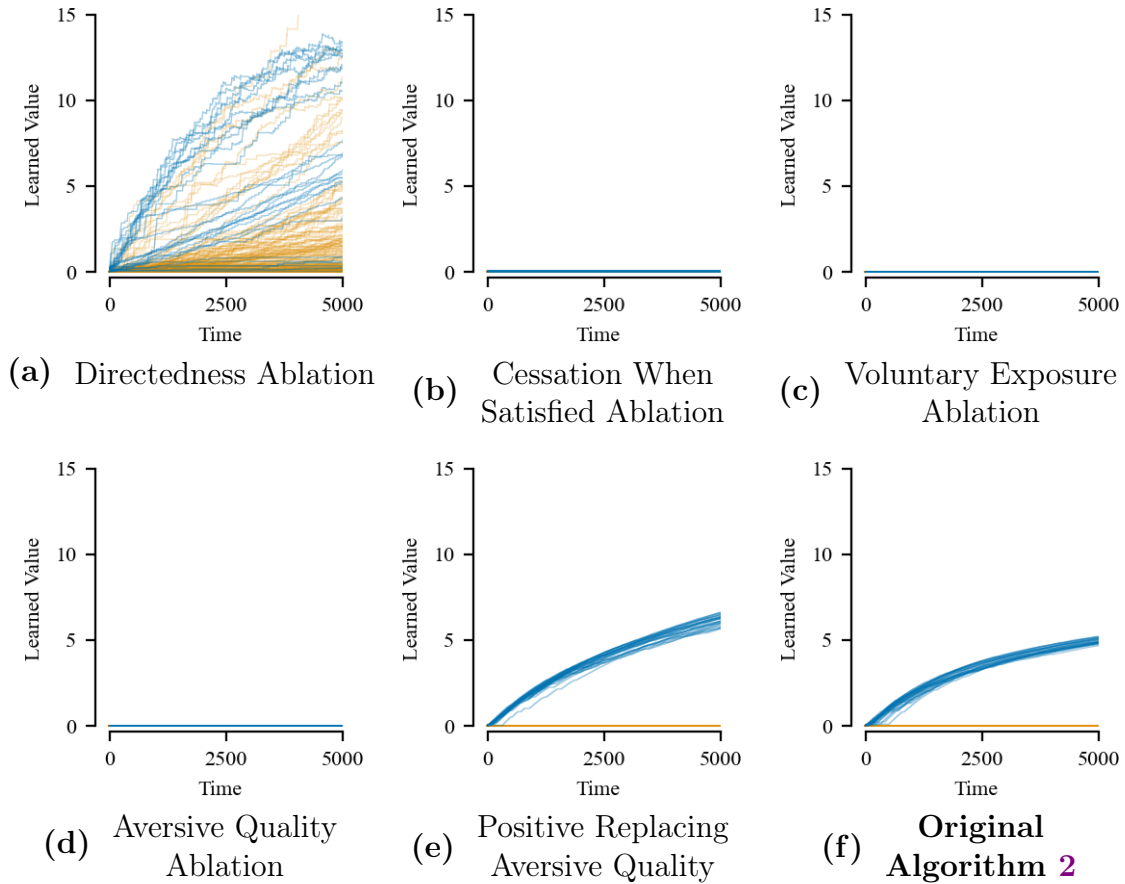 15
10
5
0
Learned Value
0 2500 5000
Time
(a) Directedness Ablation
15
10
5
0
Learned Value
0 2500 5000
Time
(b) Cessation When
Satisfied Ablation
15
10
5
0
Learned Value
0 2500 5000
Time
(c) Voluntary Exposure
Ablation
15
10
5
0
Learned Value
0 2500 5000
Time
(d) Aversive Quality
Ablation
15
10
5
0
Learned Value
0 2500 5000
Time
(e) Positive Replacing
Aversive Quality
15
10
5
0
Learned Value
0 2500 5000
Time
(f) Original
Algorithm 2